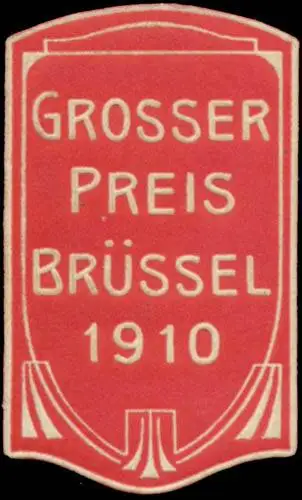 GROSSER
PREIS
BRÜSSEL
1910